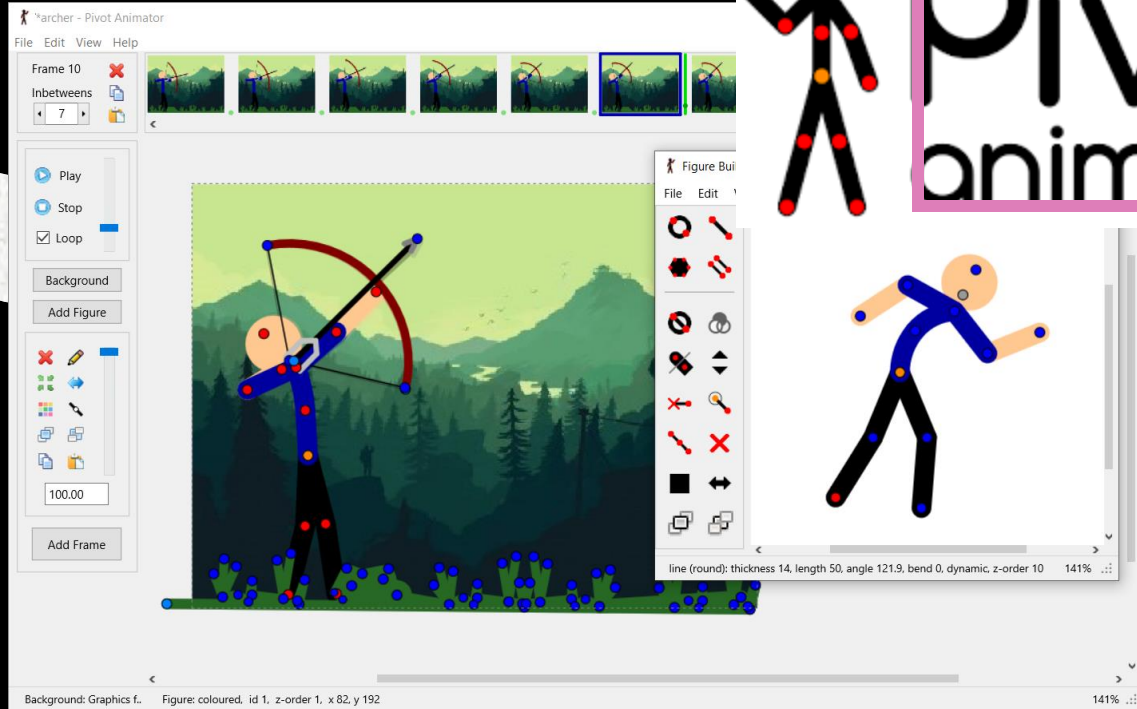 *archer - Pivot Animator
File Edit View Help
Frame 10
Inbetweens
7
Play
Stop
Loop
Background
Add Figure
100.00
Add Frame
Figure Bui
File Edit
line (round): thickness 14, length 50, angle 121.9, bend 0, dynamic, z-order 10 141%
Background: Graphics f.. Figure: coloured, id 1, z-order 1, x 82, y 192 141%